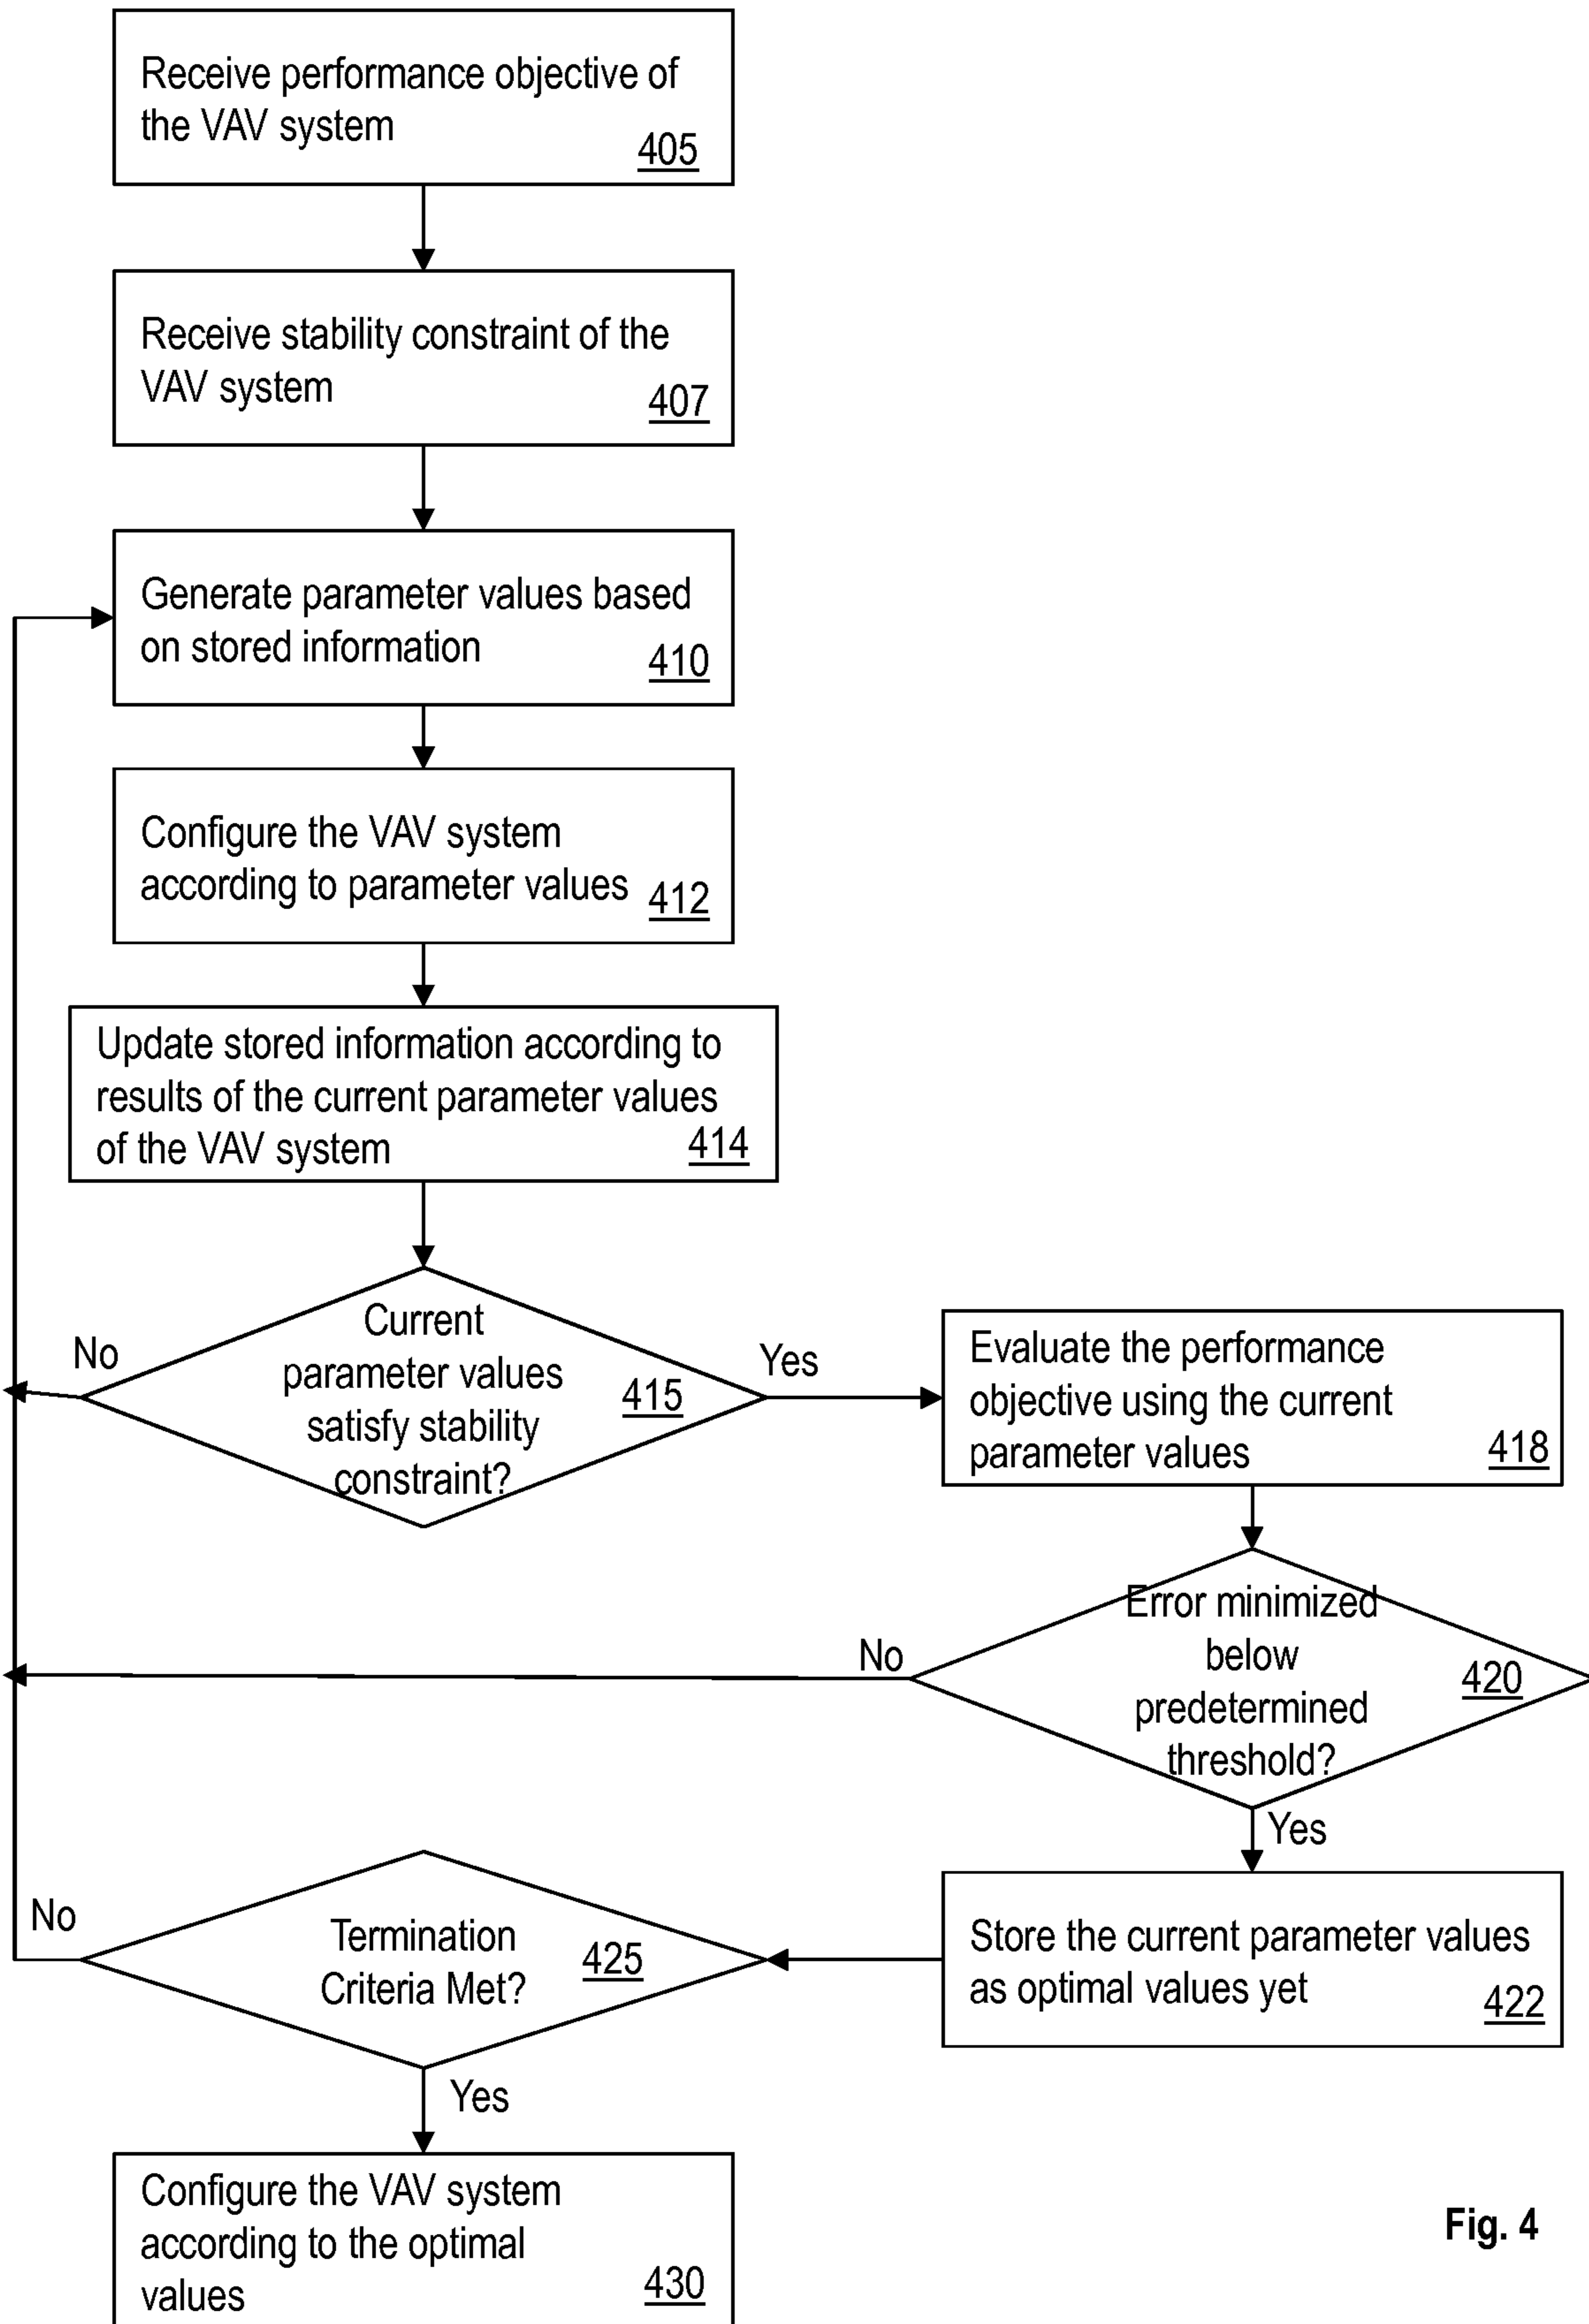 Receive performance objective of
the VAV system
405
Receive stability constraint of the
VAV system
407
Generate parameter values based
on stored information
410
Configure the VAV system
according to parameter values
412
Update stored information according to
results of the current parameter values
of the VAV system
414
Current
parameter values
satisfy stability
constraint?
415
No
Yes
Evaluate the performance
objective using the current
parameter values
418
Error minimized
below
predetermined
threshold?
420
No
Yes
Store the current parameter values
as optimal values yet
422
Termination
Criteria Met?
425
No
Yes
Configure the VAV system
according to the optimal
values
430
Fig. 4